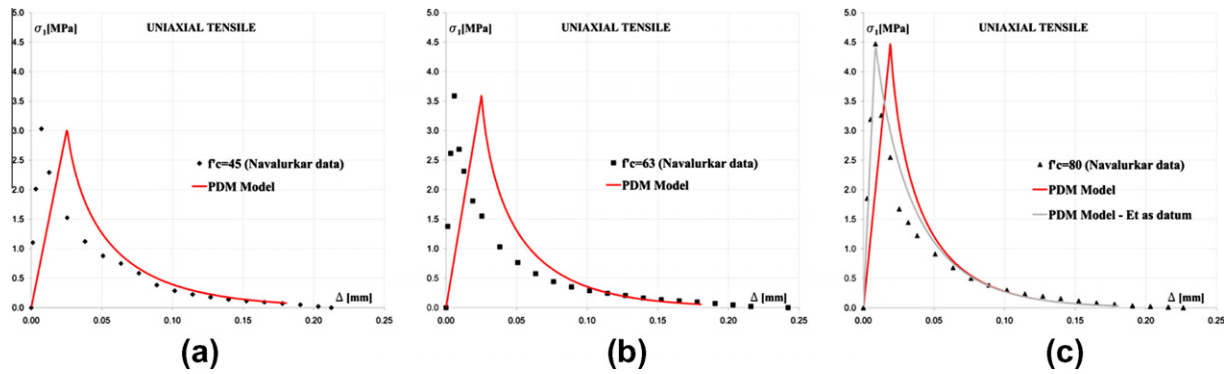 σ₁[MPa] UNIAXIAL TENSILE
5.0
4.5
4.0
3.5
3.0
2.5
2.0
1.5
1.0
0.5
0.0
f'c=45 (Navalurkar data)
PDM Model
Δ [mm]
0.00 0.05 0.10 0.15 0.20 0.25
(a)
σ₁[MPa] UNIAXIAL TENSILE
5.0
4.5
4.0
3.5
3.0
2.5
2.0
1.5
1.0
0.5
0.0
f'c=63 (Navalurkar data)
PDM Model
Δ [mm]
0.00 0.05 0.10 0.15 0.20 0.25
(b)
σ₁[MPa] UNIAXIAL TENSILE
5.0
4.5
4.0
3.5
3.0
2.5
2.0
1.5
1.0
0.5
0.0
f'c=80 (Navalurkar data)
PDM Model
PDM Model - Et as datum
Δ [mm]
0.00 0.05 0.10 0.15 0.20 0.25
(c)